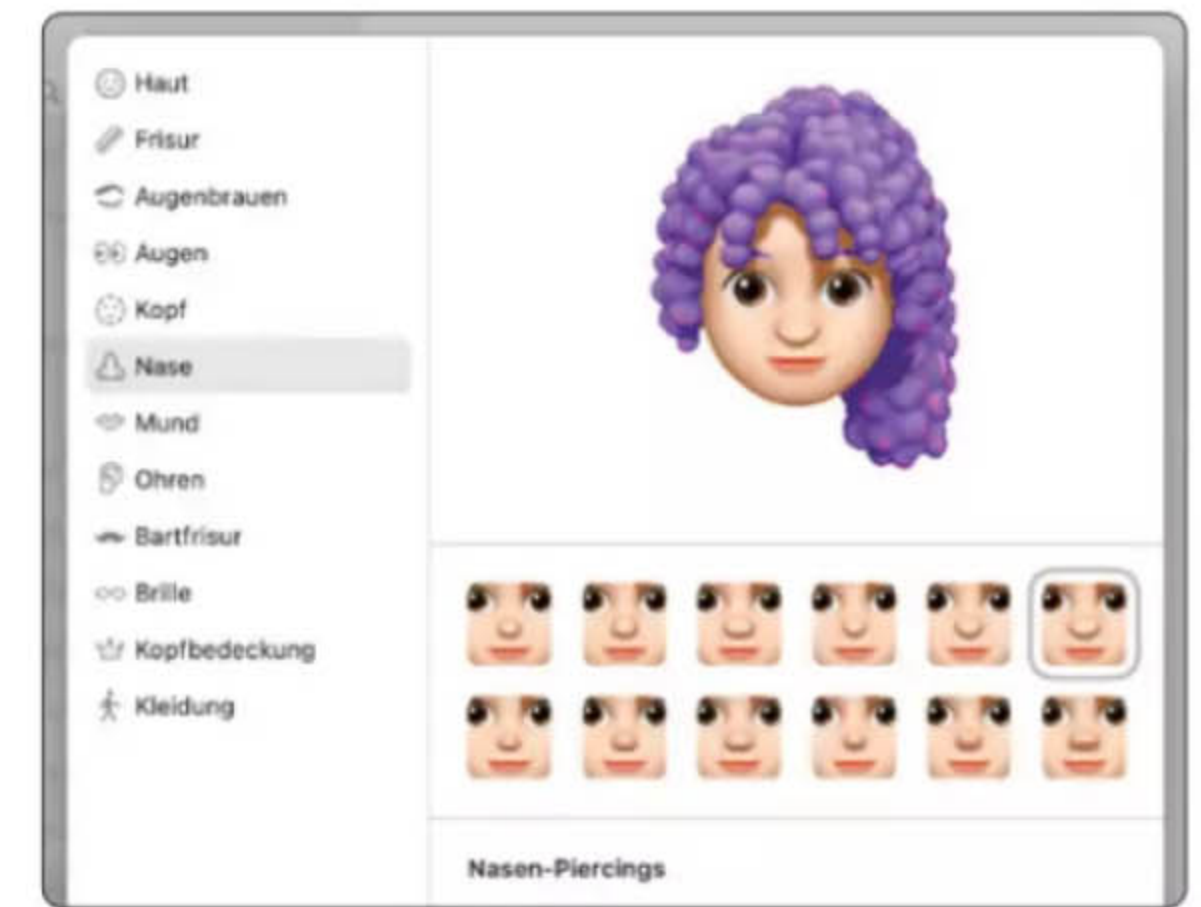 Haut
Frisur
Augenbrauen
Augen
Kopf
Nase
Mund
Ohren
Bartfrisur
Brille
Kopfbedeckung
Kleidung
Nasen-Piercings